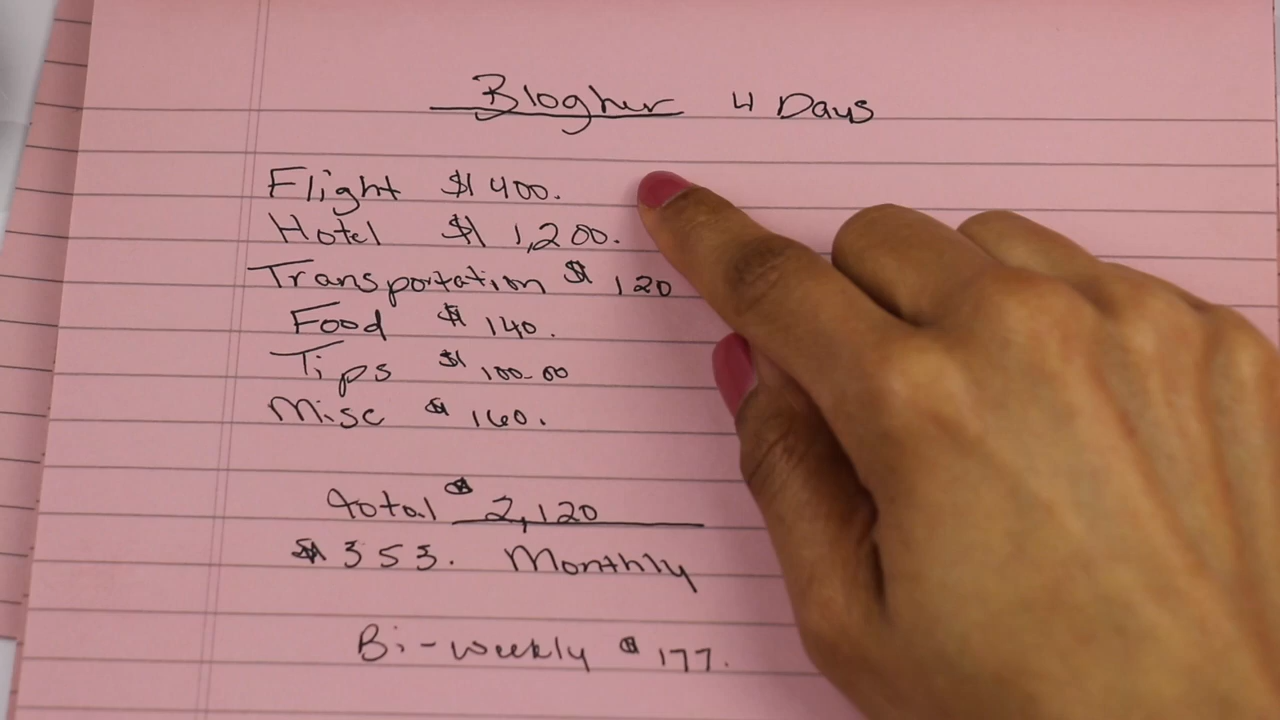 Blogher 4 Days
Flight $400.
Hotel $1,200.
Transportation $120
Food $140.
Tips $100.00
Misc $160.
total $2,120
$353. Monthly
Bi-weekly $177.